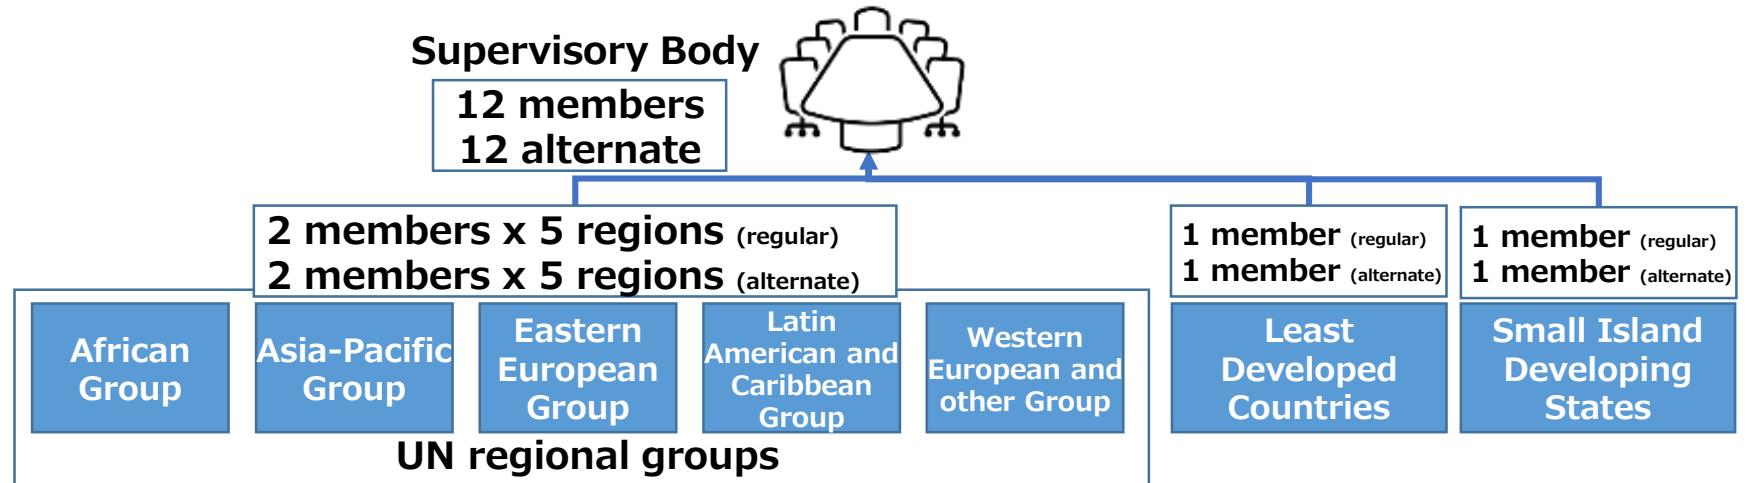 Supervisory Body
12 members
12 alternate
2 members x 5 regions (regular)
2 members x 5 regions (alternate)
1 member (regular)
1 member (alternate)
1 member (regular)
1 member (alternate)
African
Group
Asia-Pacific
Group
Eastern
European
Group
Latin
American and
Caribbean
Group
Western
European and
other Group
Least
Developed
Countries
Small Island
Developing
States
UN regional groups